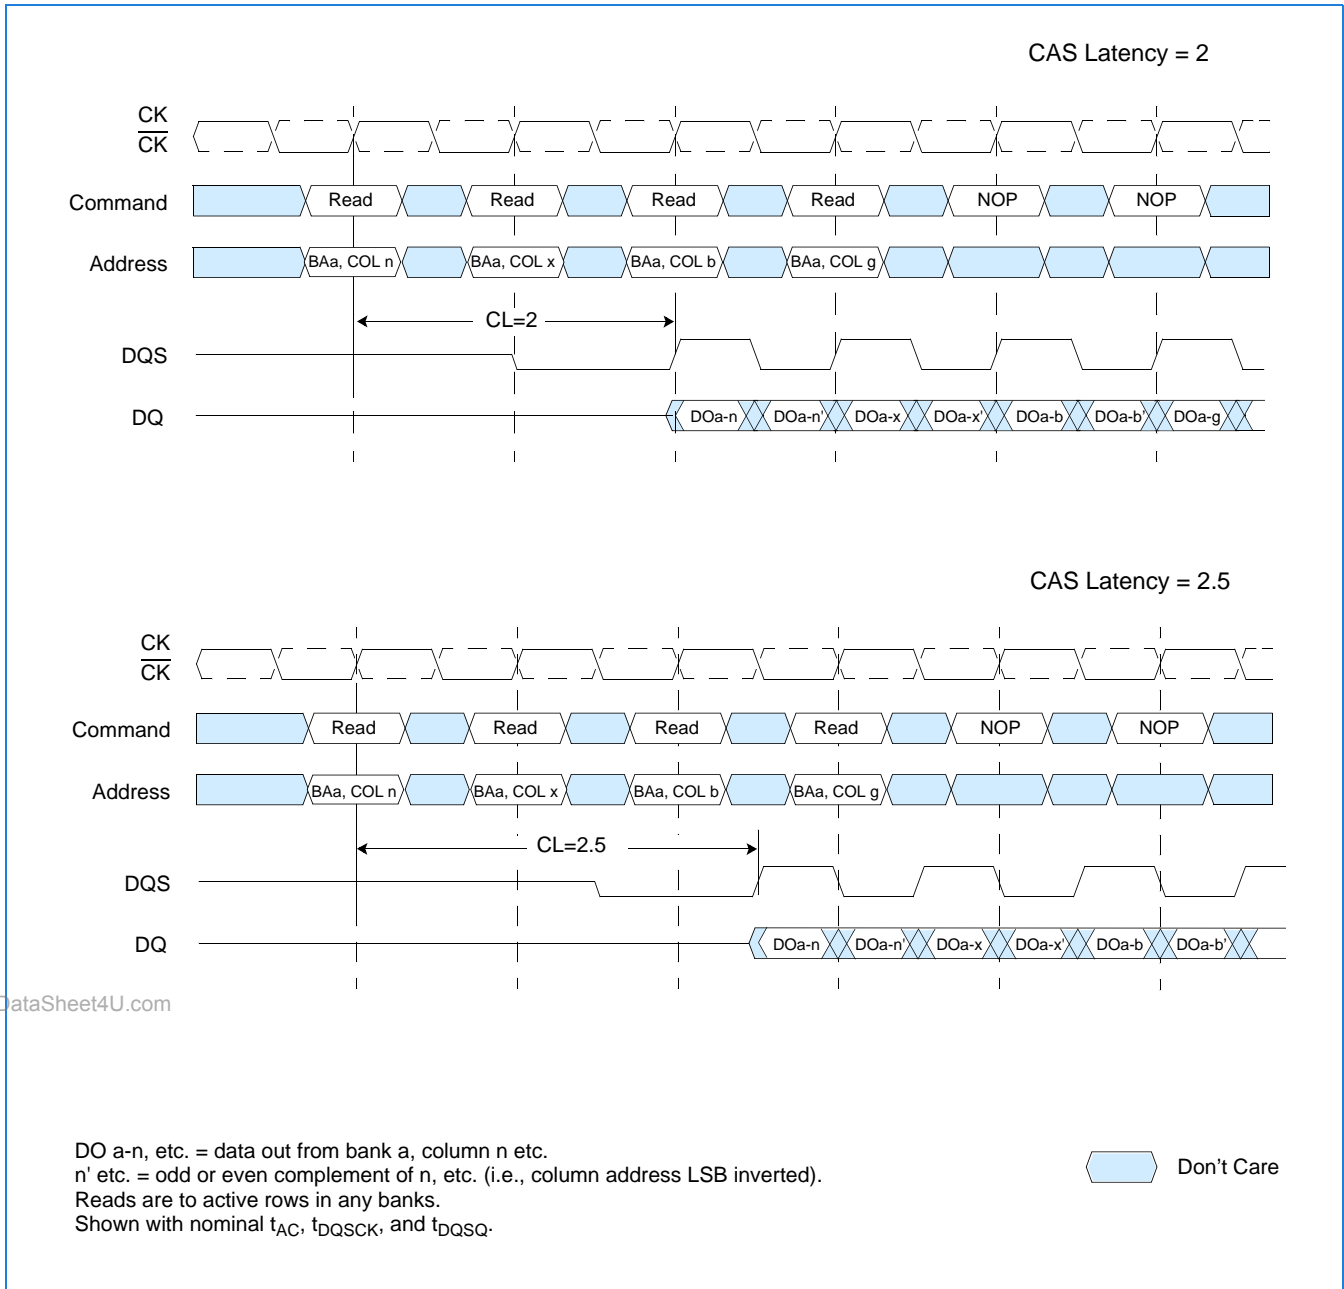 CAS Latency = 2
CK
CK
Command Read Read Read Read NOP NOP
Address BAa, COL n BAa, COL x BAa, COL b BAa, COL g
CL=2
DQS
DQ DOa-n DOa-n' DOa-x DOa-x' DOa-b DOa-b' DOa-g
CAS Latency = 2.5
CK
CK
Command Read Read Read Read NOP NOP
Address BAa, COL n BAa, COL x BAa, COL b BAa, COL g
CL=2.5
DQS
DQ DOa-n DOa-n' DOa-x DOa-x' DOa-b DOa-b'
DataSheet4U.com
DO a-n, etc. = data out from bank a, column n etc.
n' etc. = odd or even complement of n, etc. (i.e., column address LSB inverted).
Reads are to active rows in any banks.
Shown with nominal tAC, tDQSCK, and tDQSQ.
Don't Care